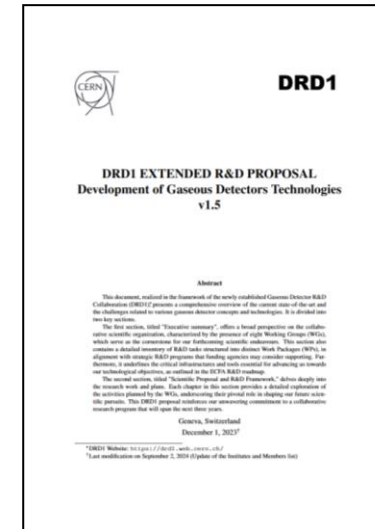 CERN
DRD1
DRD1 EXTENDED R&D PROPOSAL
Development of Gaseous Detectors Technologies
v1.5
Abstract
This document, realized in the framework of the newly established Gaseous Detector R&D
Collaboration (DRD1)* presents a comprehensive overview of the current state-of-the-art and
the challenges related to various gaseous detector concepts and technologies. It is divided into
two key sections.
The first section, titled "Executive summary", offers a broad perspective on the collabo-
rative scientific organization, characterized by the presence of eight Working Groups (WGs),
which serve as the cornerstone for our forthcoming scientific endeavours. This section also
contains a detailed inventory of R&D tasks structured into distinct Work Packages (WPs), in
alignment with strategic R&D programs that funding agencies may consider supporting. Fur-
thermore, it underlines the critical infrastructures and tools essential for advancing us towards
our technological objectives, as outlined in the ECFA R&D roadmap.
The second section, titled "Scientific Proposal and R&D Framework," delves deeply into
the research work and plans. Each chapter in this section provides a detailed exploration of
the activities planned by the WGs, underscoring their pivotal role in shaping our future scien-
tific pursuits. This DRD1 proposal reinforces our unwavering commitment to a collaborative
research program that will span the next three years.
Geneva, Switzerland
December 1, 2023†
*DRD1 Website: https://drd1.web.cern.ch/
†Last modification on September 2, 2024 (Update of the Institutes and Members list)